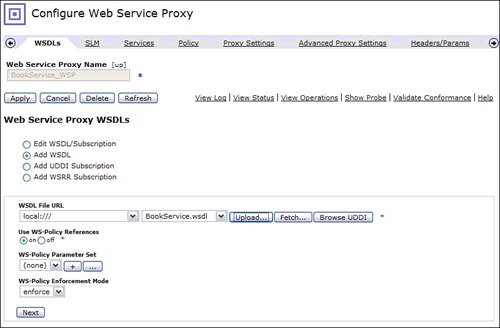 Configure Web Service Proxy
WSDLs SLM Services Policy Proxy Settings Advanced Proxy Settings Headers/Params
Web Service Proxy Name [up]
BookService_WSP *
Apply Cancel Delete Refresh View Log | View Status | View Operations | Show Probe | Validate Conformance | Help
Web Service Proxy WSDLs
Edit WSDL/Subscription
Add WSDL
Add UDDI Subscription
Add WSRR Subscription
WSDL File URL
local:/// BookService.wsdl Upload... Fetch... Browse UDDI *
Use WS-Policy References
on off *
WS-Policy Parameter Set
(none) + ...
WS-Policy Enforcement Mode
enforce
Next